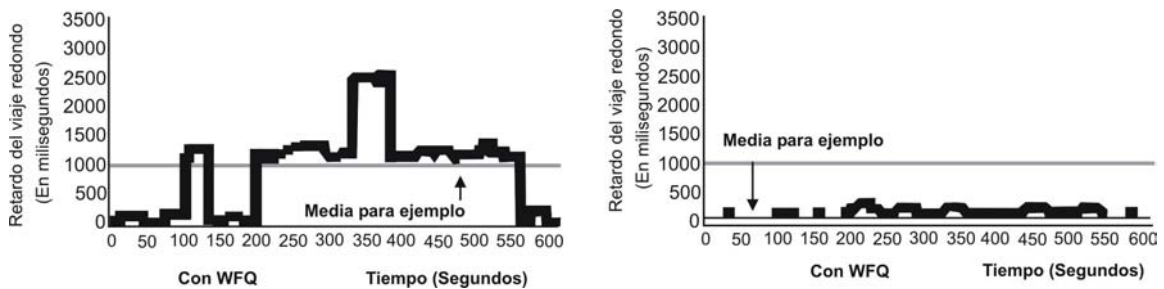 Retardo del viaje redondo
(En milisegundos)
3500
3000
2500
2000
1500
1000
500
0
Media para ejemplo
0 50 100 150 200 250 300 350 400 450 500 550 600
Con WFQ Tiempo (Segundos)
Retardo del viaje redondo
(En milisegundos)
3500
3000
2500
2000
1500
1000
500
0
Media para ejemplo
0 50 100 150 200 250 300 350 400 450 500 550 600
Con WFQ Tiempo (Segundos)